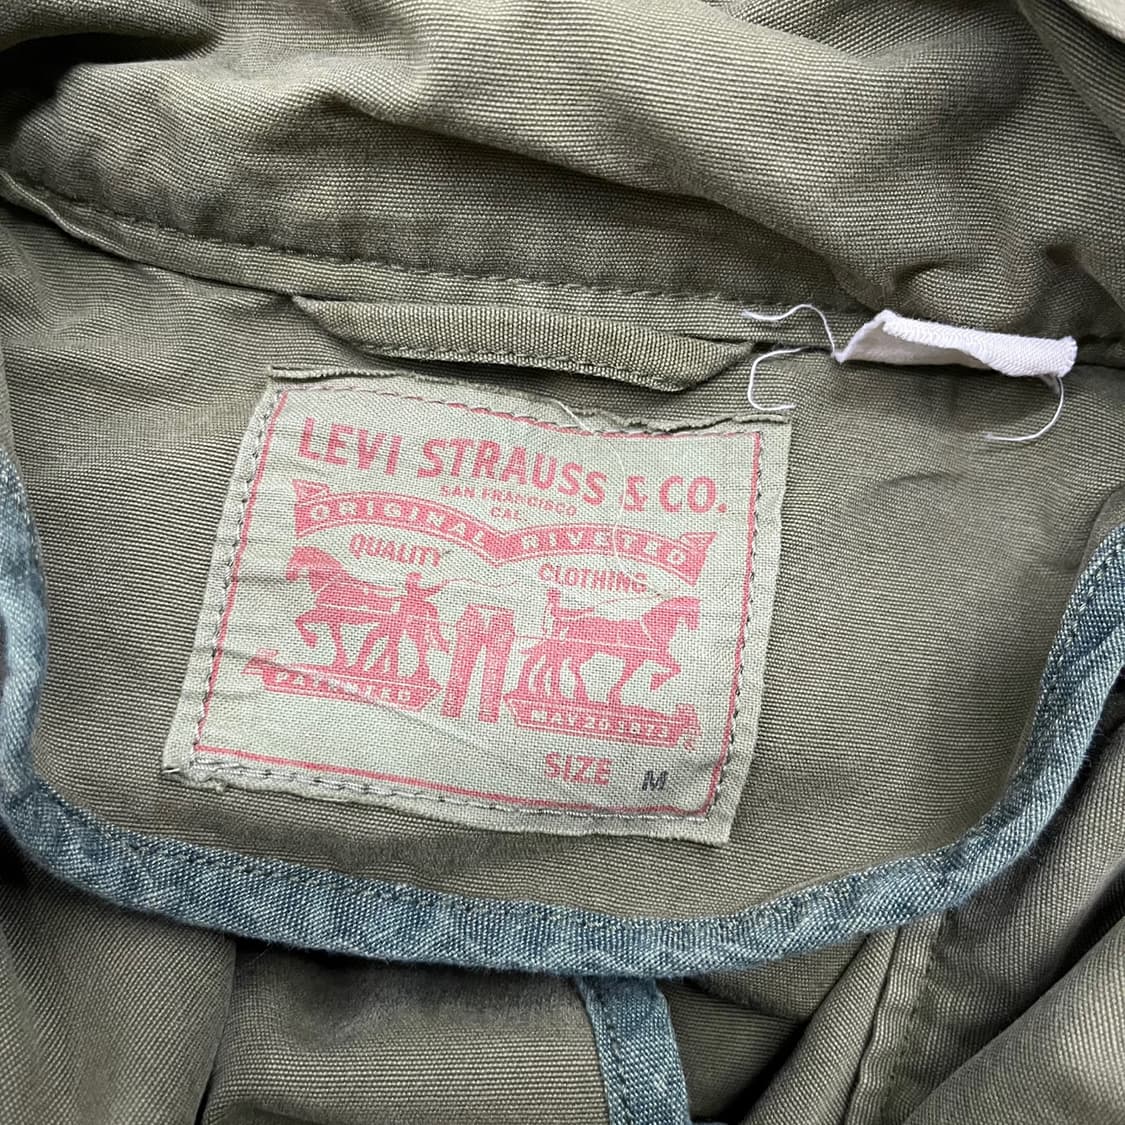 LEVI STRAUSS & CO.
SAN FRANCISCO
CAL.
ORIGINAL RIVETED
QUALITY CLOTHING
PATENTED MAY 20 1873
SIZE M